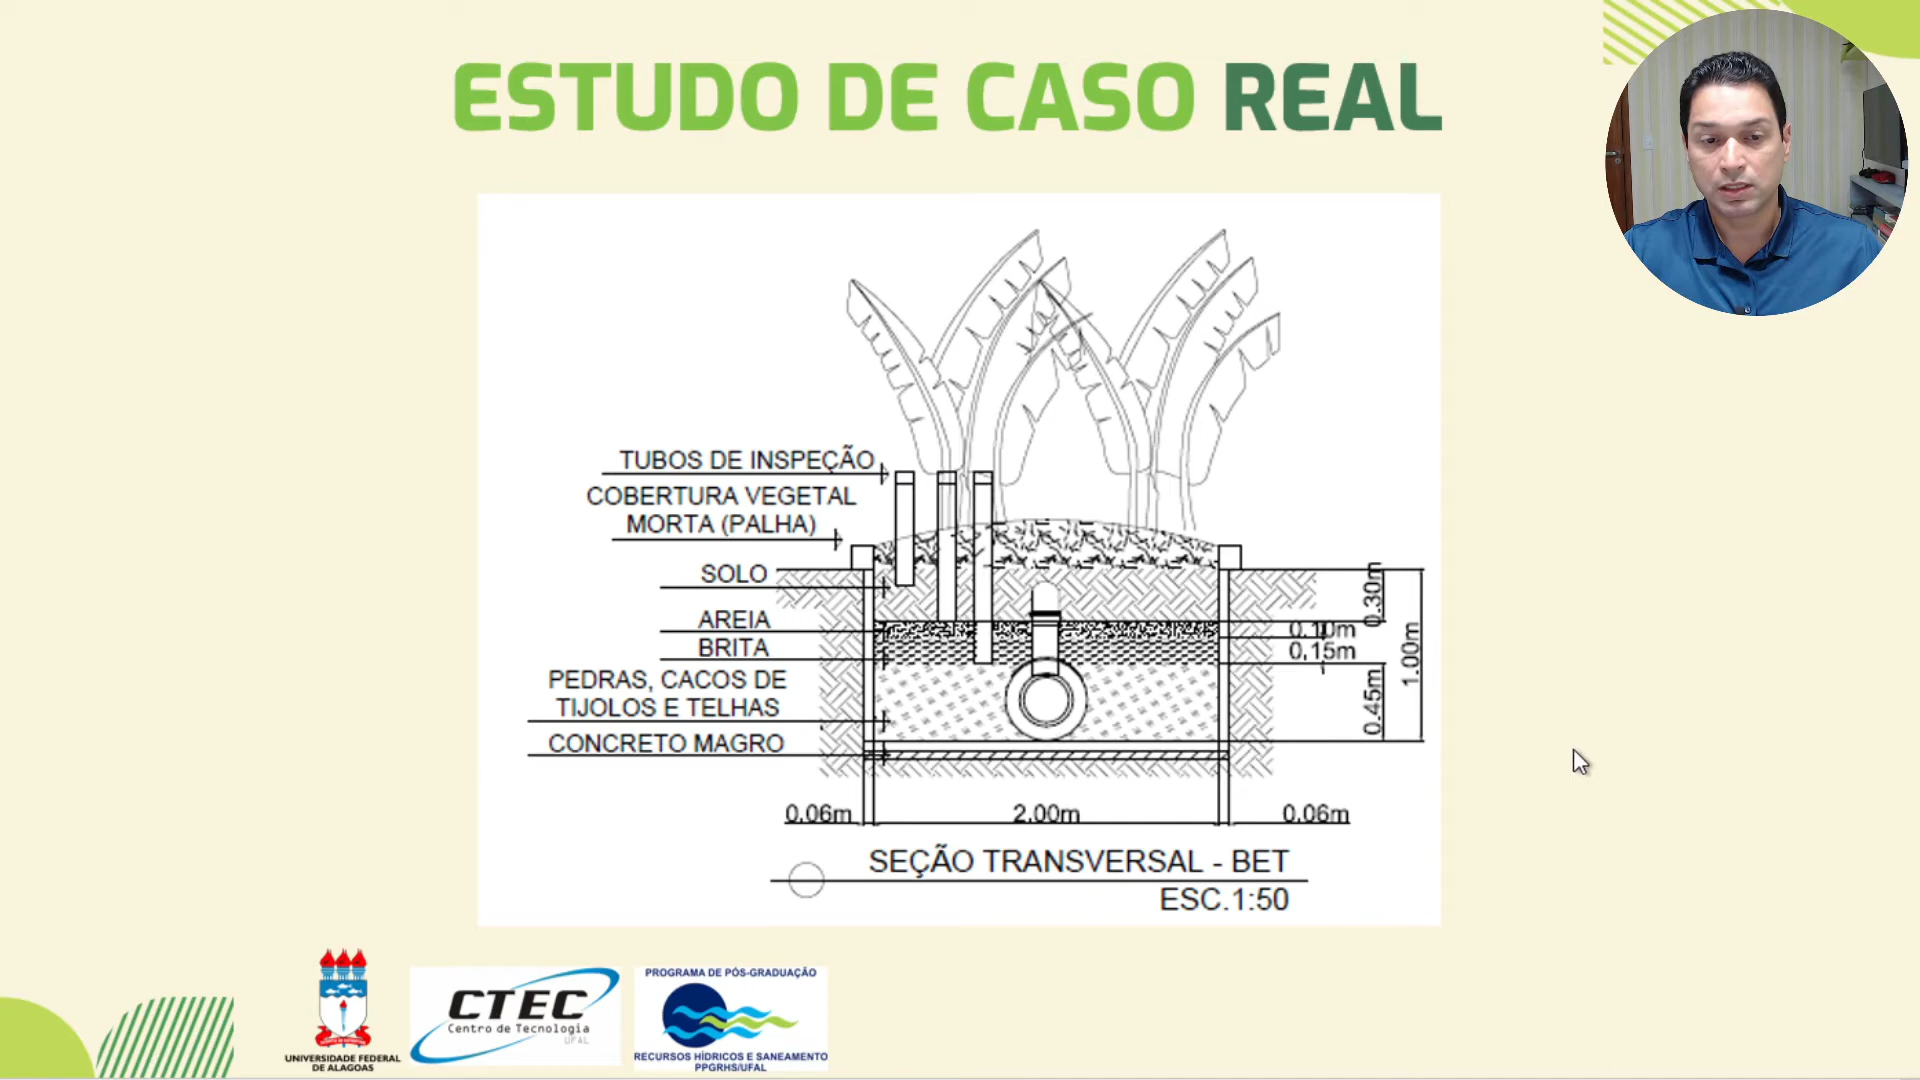 ESTUDO DE CASO REAL
TUBOS DE INSPEÇÃO
COBERTURA VEGETAL
MORTA (PALHA)
SOLO
AREIA
BRITA
PEDRAS, CACOS DE
TIJOLOS E TELHAS
CONCRETO MAGRO
0.30m
0.10m
0.15m
0.45m
1.00m
0.06m
2.00m
0.06m
SEÇÃO TRANSVERSAL - BET
ESC.1:50
UNIVERSIDADE FEDERAL
DE ALAGOAS
CTEC
Centro de Tecnologia
UFAL
PROGRAMA DE PÓS-GRADUAÇÃO
RECURSOS HÍDRICOS E SANEAMENTO
PPGRHS/UFAL